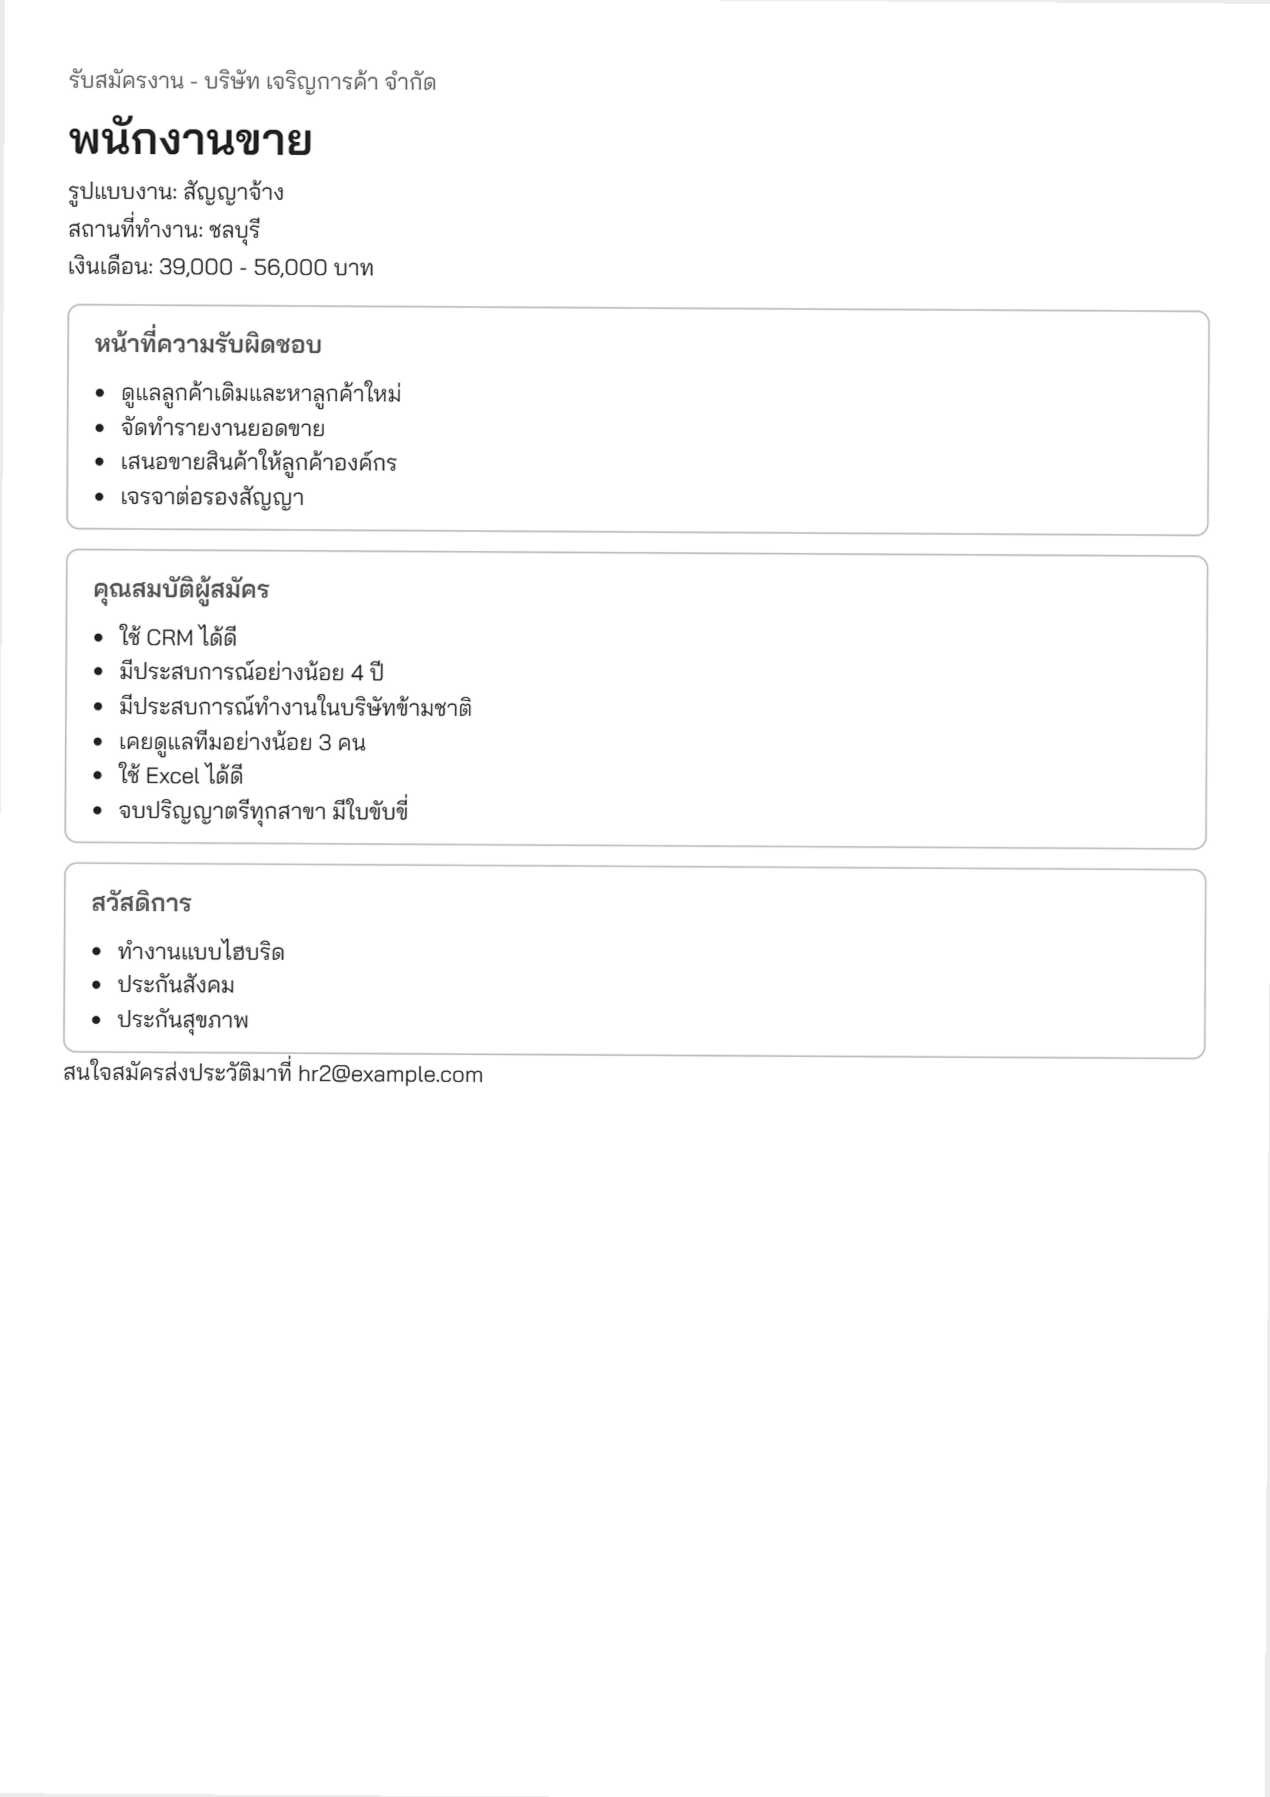 รับสมัครงาน - บริษัท เจริญการค้า จำกัด
พนักงานขาย
รูปแบบงาน: สัญญาจ้าง
สถานที่ทำงาน: ชลบุรี
เงินเดือน: 39,000 - 56,000 บาท
หน้าที่ความรับผิดชอบ
• ดูแลลูกค้าเดิมและหาลูกค้าใหม่
• จัดทำรายงานยอดขาย
• เสนอขายสินค้าให้ลูกค้าองค์กร
• เจรจาต่อรองสัญญา
คุณสมบัติผู้สมัคร
• ใช้ CRM ได้ดี
• มีประสบการณ์อย่างน้อย 4 ปี
• มีประสบการณ์ทำงานในบริษัทข้ามชาติ
• เคยดูแลทีมอย่างน้อย 3 คน
• ใช้ Excel ได้ดี
• จบปริญญาตรีทุกสาขา มีใบขับขี่
สวัสดิการ
• ทำงานแบบไฮบริด
• ประกันสังคม
• ประกันสุขภาพ
สนใจสมัครส่งประวัติมาที่ hr2@example.com